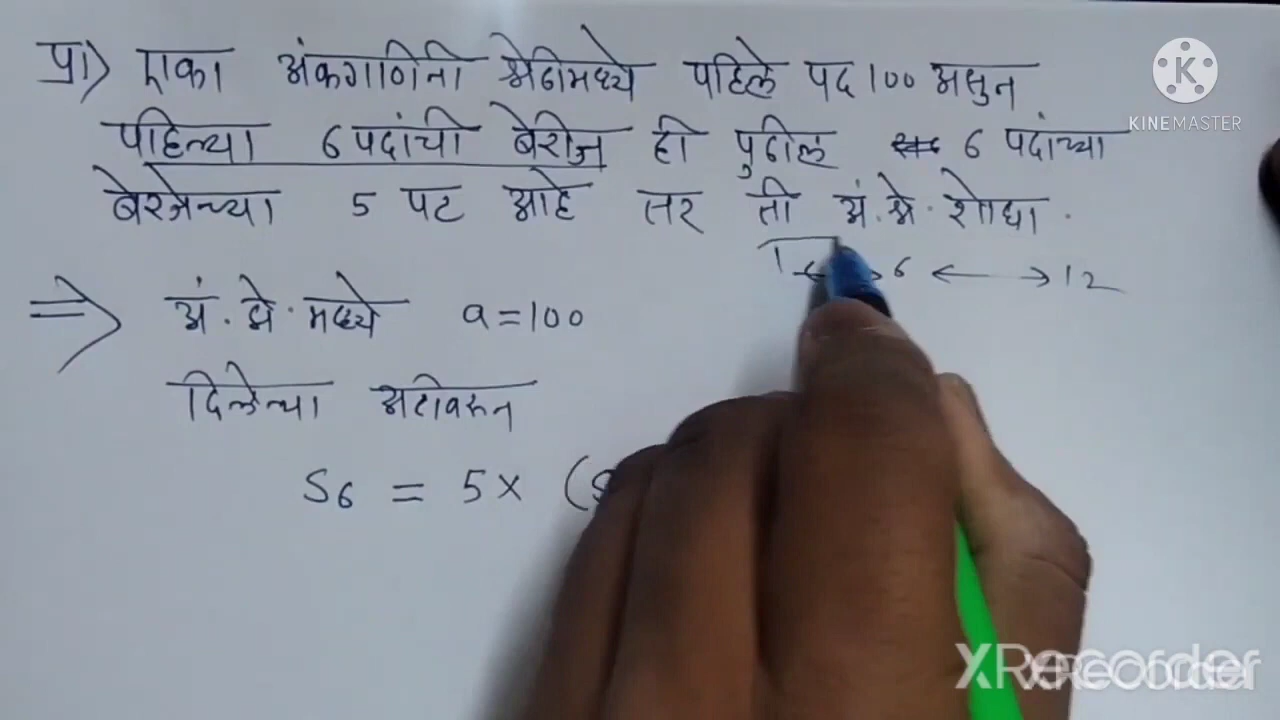 प्र) एका अंकगणिती श्रेढीमध्ये पहिले पद 100 असुन
पहिल्या 6 पदांची बेरीज ही पुढील 6 पदांच्या
बेरजेच्या 5 पट आहे तर ती अं.श्रे. शोधा.
1 ↔ 6 ↔ 12
⇒ अं.श्रे. मध्ये a=100
दिलेल्या अटीवरून
S6 = 5 × (S
KINEMASTER
XRecorder